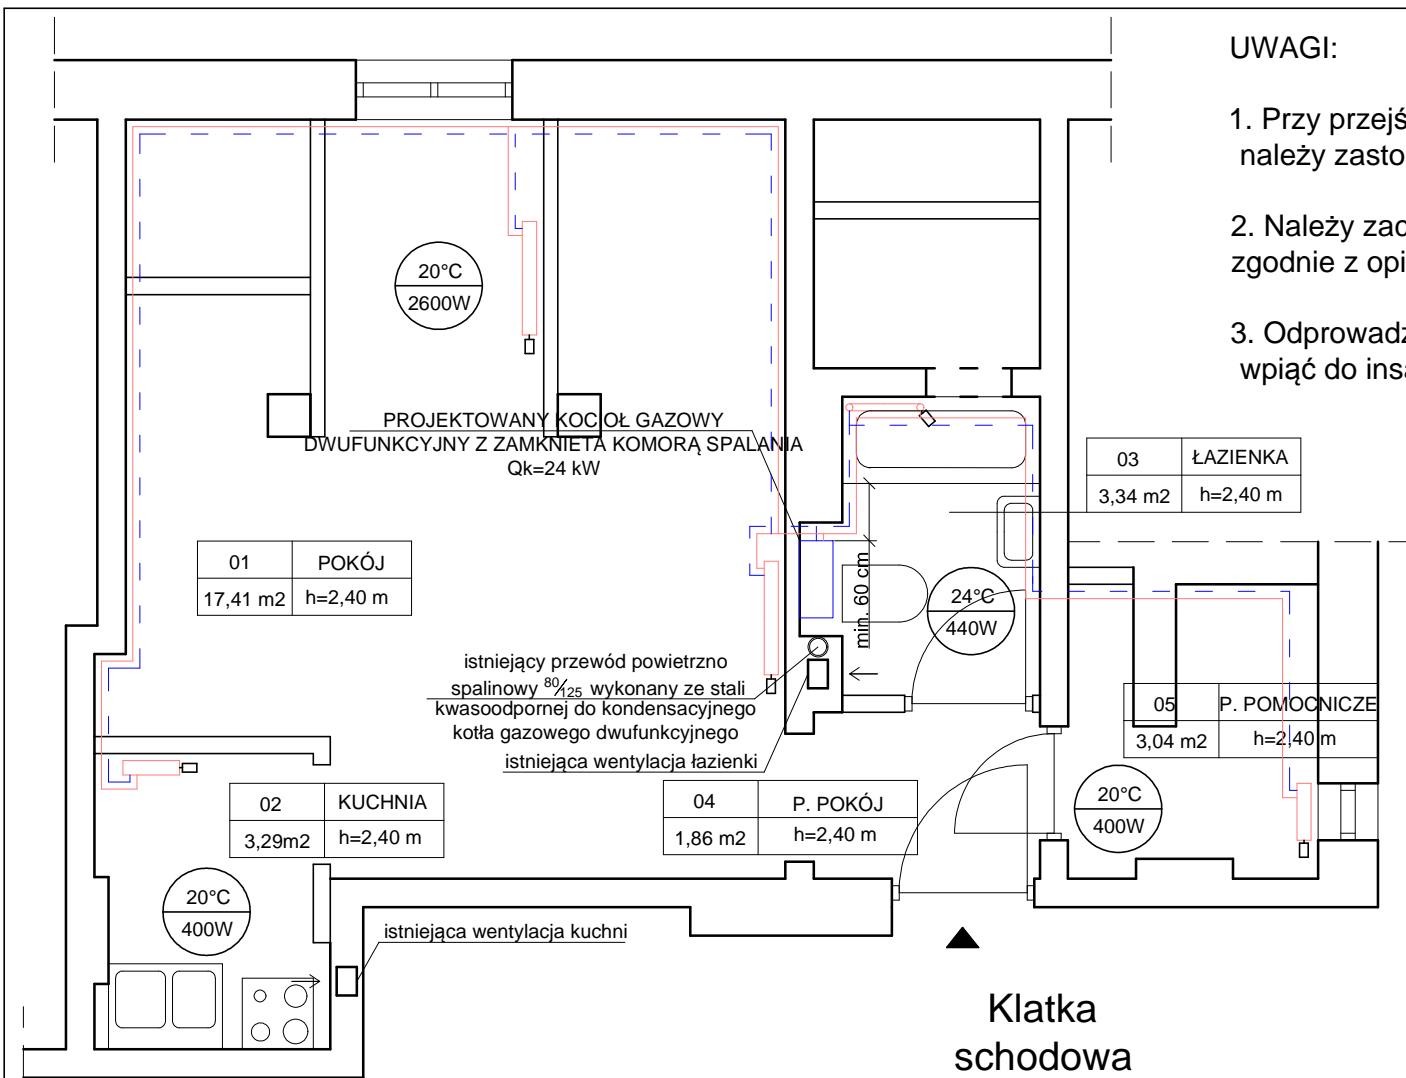 UWAGI:
1. Przy przejś
należy zasto
2. Należy zac
zgodnie z opi
3. Odprowadz
wpiąć do insa
20°C
2600W
PROJEKTOWANY KOCIOŁ GAZOWY
DWUFUNKCYJNY Z ZAMKNIETA KOMORĄ SPALANIA
Qk=24 kW
03 ŁAZIENKA
3,34 m2 h=2,40 m
01 POKÓJ
17,41 m2 h=2,40 m
min. 60 cm
24°C
440W
istniejący przewód powietrzno
spalinowy 80/125 wykonany ze stali
kwasoodpornej do kondensacyjnego
kotła gazowego dwufunkcyjnego
istniejąca wentylacja łazienki
05 P. POMOCNICZE
3,04 m2 h=2,40 m
02 KUCHNIA
3,29m2 h=2,40 m
04 P. POKÓJ
1,86 m2 h=2,40 m
20°C
400W
20°C
400W
istniejąca wentylacja kuchni
Klatka
schodowa